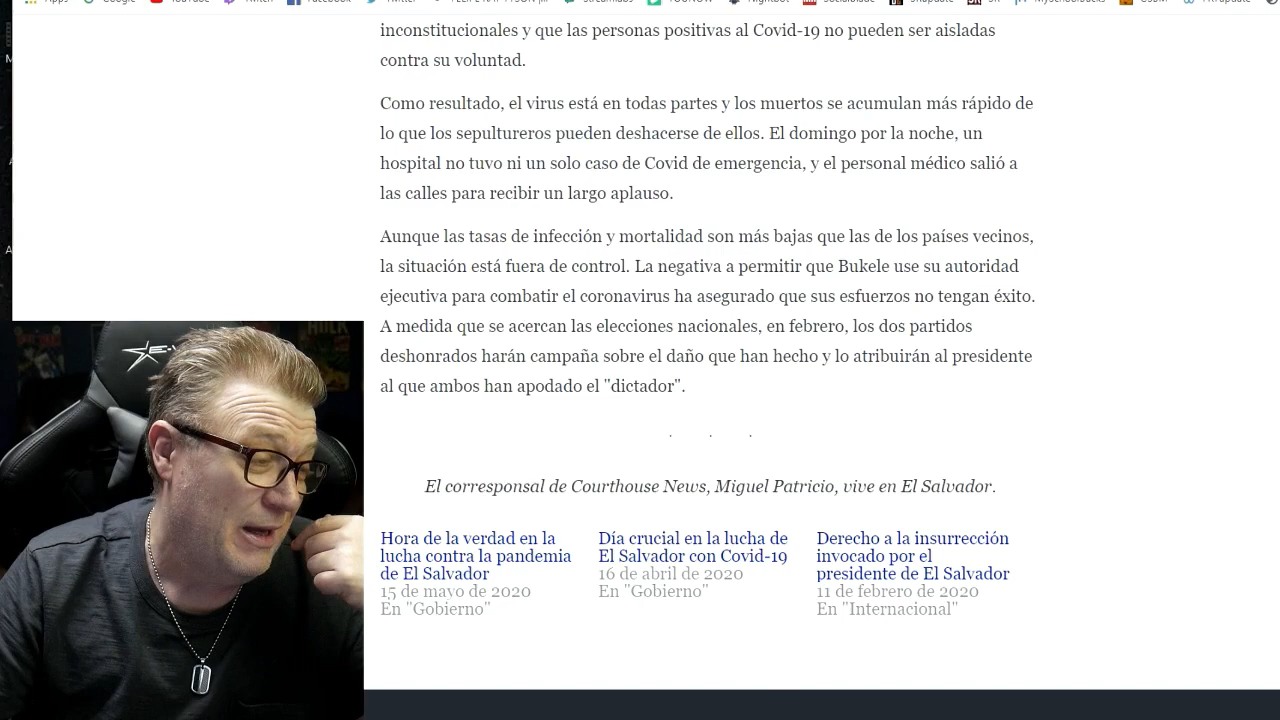 Apps Google YouTube Twitch Facebook Twitter
inconstitucionales y que las personas positivas al Covid-19 no pueden ser aisladas
contra su voluntad.
Como resultado, el virus está en todas partes y los muertos se acumulan más rápido de
lo que los sepultureros pueden deshacerse de ellos. El domingo por la noche, un
hospital no tuvo ni un solo caso de Covid de emergencia, y el personal médico salió a
las calles para recibir un largo aplauso.
Aunque las tasas de infección y mortalidad son más bajas que las de los países vecinos,
la situación está fuera de control. La negativa a permitir que Bukele use su autoridad
ejecutiva para combatir el coronavirus ha asegurado que sus esfuerzos no tengan éxito.
A medida que se acercan las elecciones nacionales, en febrero, los dos partidos
deshonrados harán campaña sobre el daño que han hecho y lo atribuirán al presidente
al que ambos han apodado el "dictador".
. . .
El corresponsal de Courthouse News, Miguel Patricio, vive en El Salvador.
Hora de la verdad en la
lucha contra la pandemia
de El Salvador
15 de mayo de 2020
En "Gobierno"
Día crucial en la lucha de
El Salvador con Covid-19
16 de abril de 2020
En "Gobierno"
Derecho a la insurrección
invocado por el
presidente de El Salvador
11 de febrero de 2020
En "Internacional"